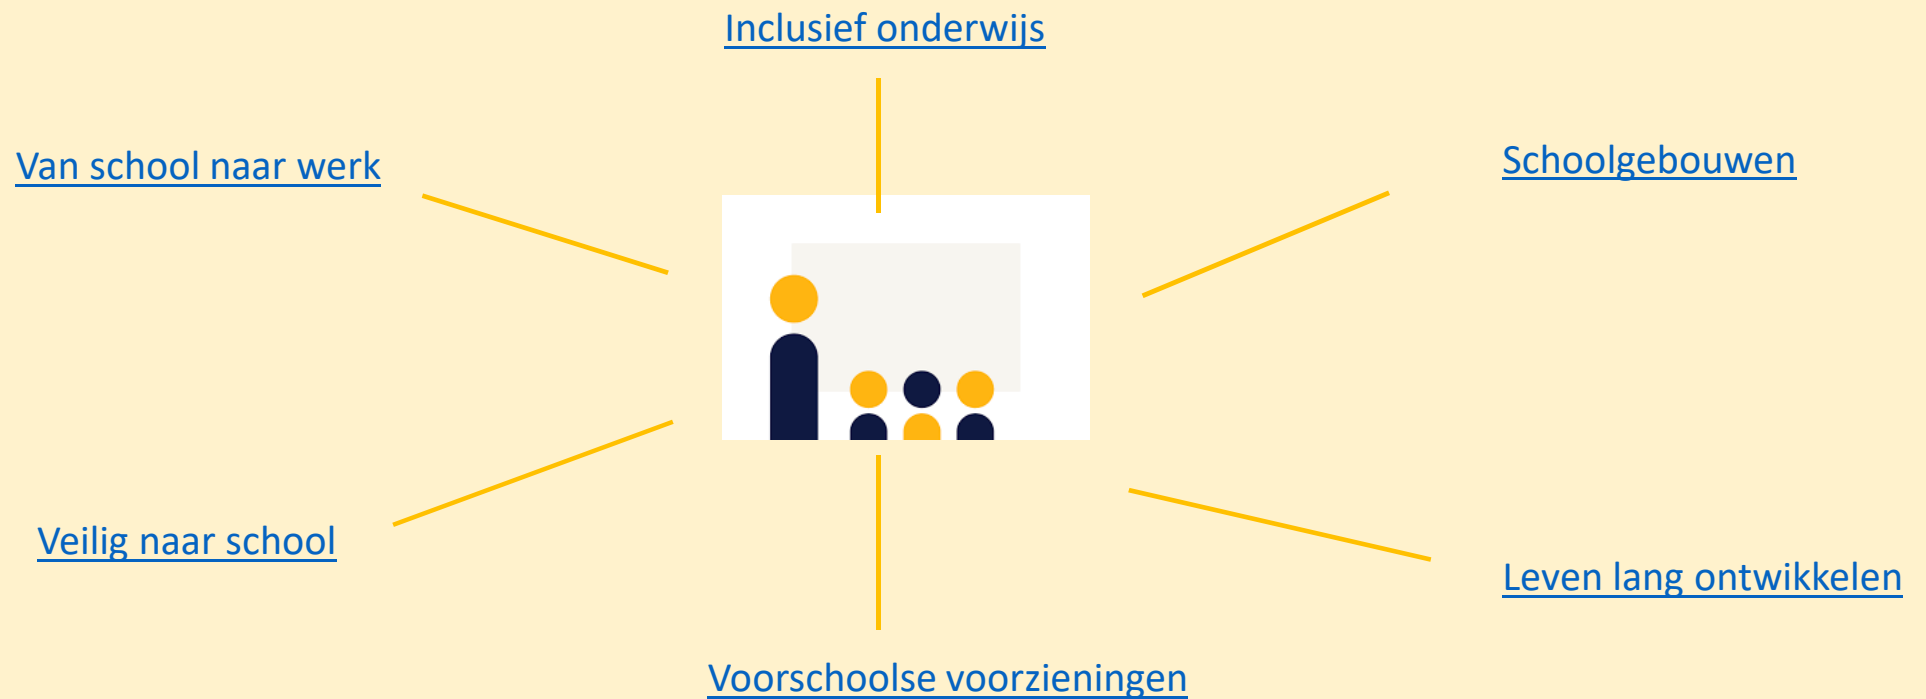 Inclusief onderwijs
Van school naar werk
Schoolgebouwen
Veilig naar school
Leven lang ontwikkelen
Voorschoolse voorzieningen